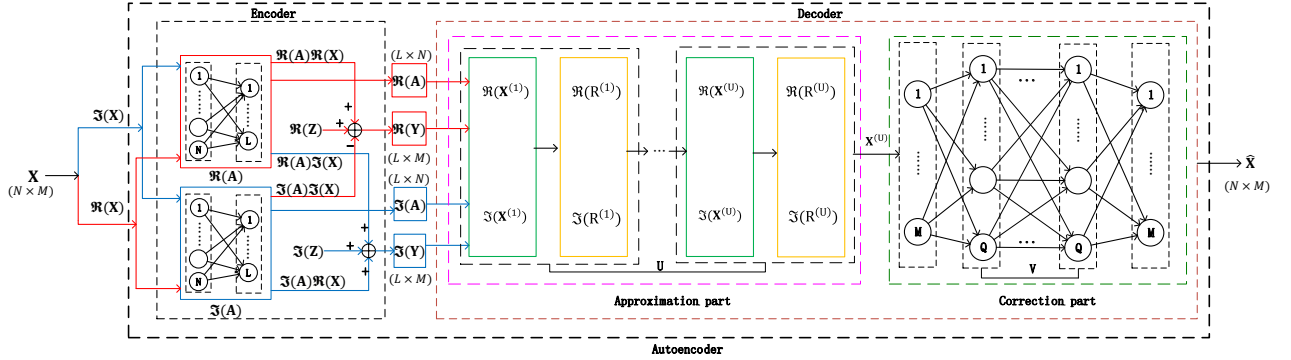 Encoder
Decoder
ℜ(A)ℜ(X)
(L × N)
ℜ(A)
ℑ(X)
1
N
1
L
ℜ(A)
+
ℜ(Z)
+
−
ℜ(Y)
(L × M)
ℜ(A)ℑ(X)
ℑ(A)ℑ(X)
(L × N)
ℑ(A)
X
(N × M)
ℜ(X)
1
N
1
L
ℑ(A)
+
ℑ(Z)
+
+
ℑ(Y)
(L × M)
ℑ(A)ℜ(X)
ℜ(X⁽¹⁾)
ℑ(X⁽¹⁾)
ℜ(R⁽¹⁾)
ℑ(R⁽¹⁾)
...
ℜ(X⁽ᵁ⁾)
ℑ(X⁽ᵁ⁾)
ℜ(R⁽ᵁ⁾)
ℑ(R⁽ᵁ⁾)
U
Approximation part
X⁽ᵁ⁾
1
M
1
Q
...
...
1
Q
1
M
V
Correction part
X̂
(N × M)
Autoencoder